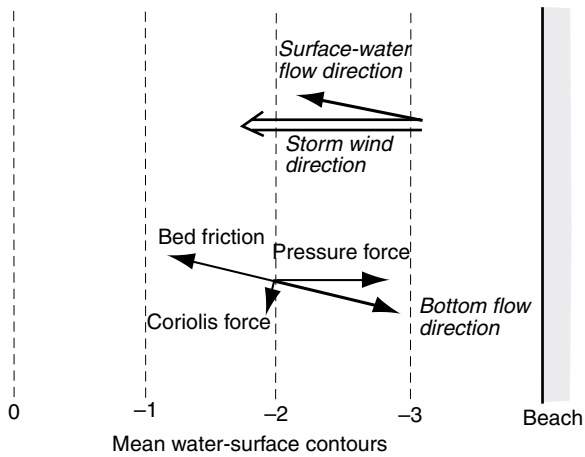 Surface-water
flow direction
Storm wind
direction
Bed friction
Pressure force
Coriolis force
Bottom flow
direction
0
–1
–2
–3
Beach
Mean water-surface contours